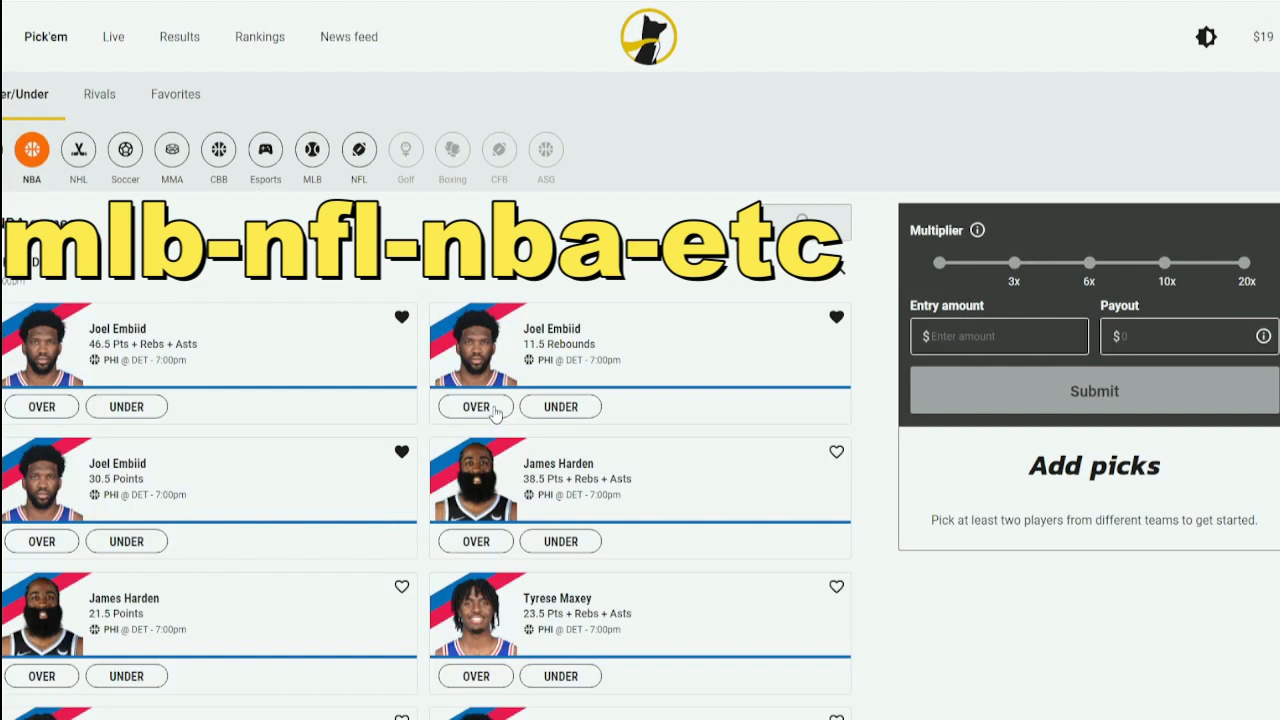 Pick'em Live Results Rankings News feed $19
er/Under Rivals Favorites
NBA NHL Soccer MMA CBB Esports MLB NFL Golf Boxing CFB ASG
mlb-nfl-nba-etc
Multiplier
3x 6x 10x 20x
Entry amount Payout
$ Enter amount $ 0
Submit
Add picks
Pick at least two players from different teams to get started.
Joel Embiid
46.5 Pts + Rebs + Asts
PHI @ DET - 7:00pm
OVER UNDER
Joel Embiid
11.5 Rebounds
PHI @ DET - 7:00pm
OVER UNDER
Joel Embiid
30.5 Points
PHI @ DET - 7:00pm
OVER UNDER
James Harden
38.5 Pts + Rebs + Asts
PHI @ DET - 7:00pm
OVER UNDER
James Harden
21.5 Points
PHI @ DET - 7:00pm
OVER UNDER
Tyrese Maxey
23.5 Pts + Rebs + Asts
PHI @ DET - 7:00pm
OVER UNDER